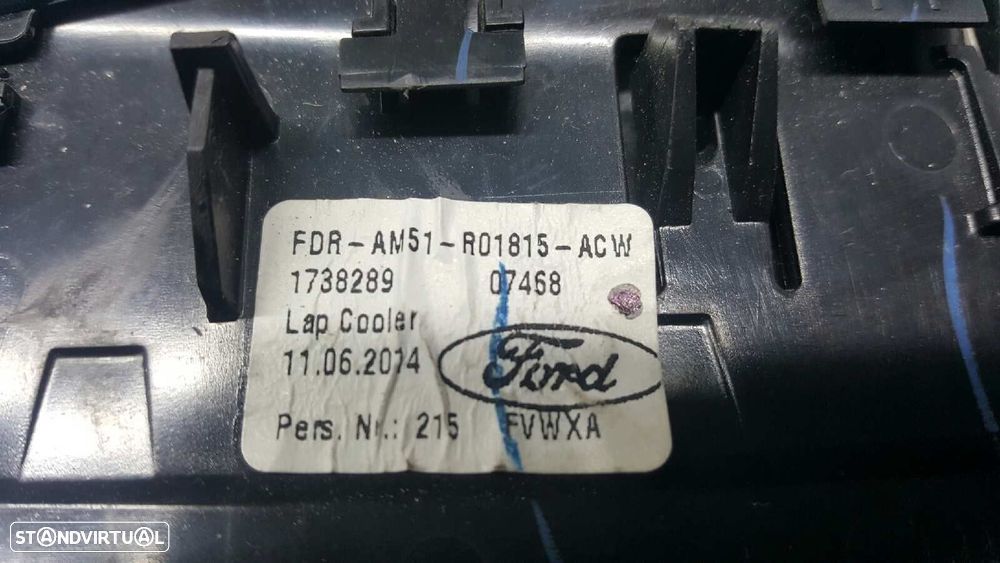 FDR-AM51-R01815-ACW
1738289 07468
Lap Cooler
11.06.2014
Ford
Pers. Nr.: 215 FVWXA
STANDVIRTUAL